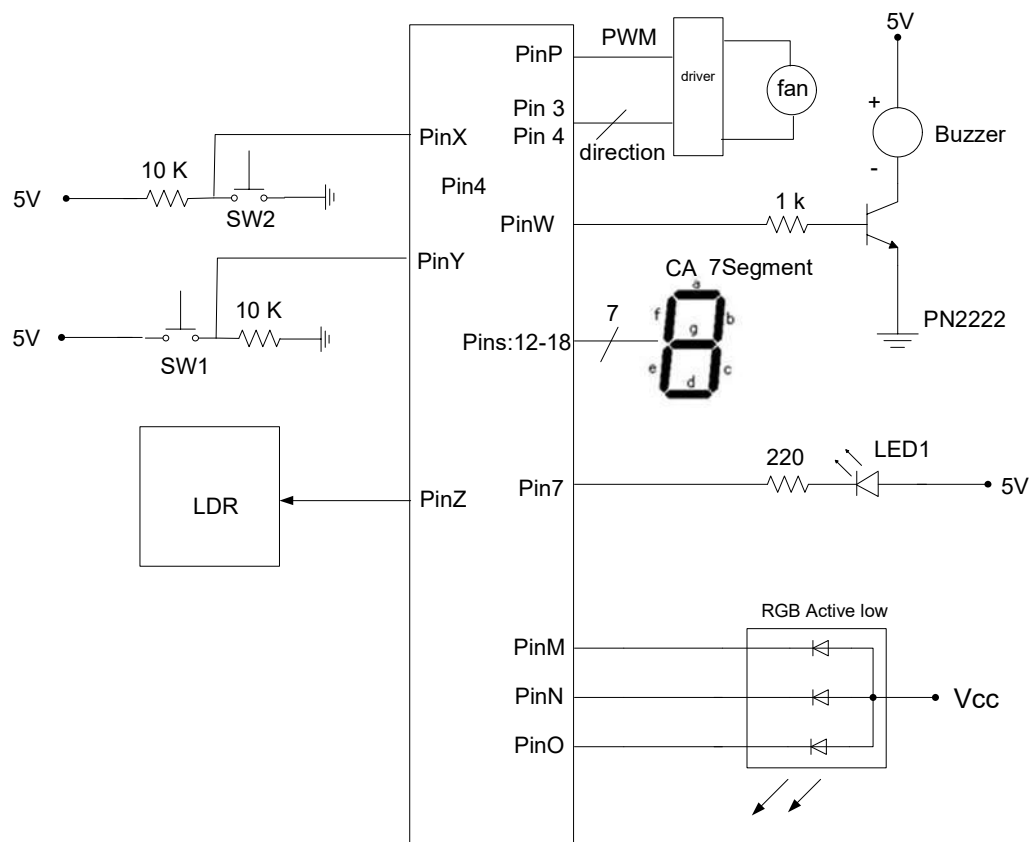 PinP
PWM
driver
fan
5V
+
Buzzer
-
Pin 3
Pin 4
direction
PinX
10 K
5V
SW2
Pin4
PinW
1 k
PN2222
PinY
10 K
5V
SW1
CA 7Segment
a
f
b
g
e
c
d
7
Pins:12-18
LDR
PinZ
Pin7
220
LED1
5V
RGB Active low
PinM
PinN
PinO
Vcc